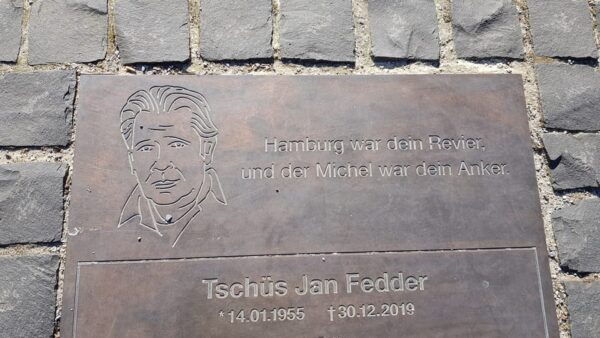 Hamburg war dein Revier,
und der Michel war dein Anker.
Tschüs Jan Fedder
*14.01.1955 †30.12.2019